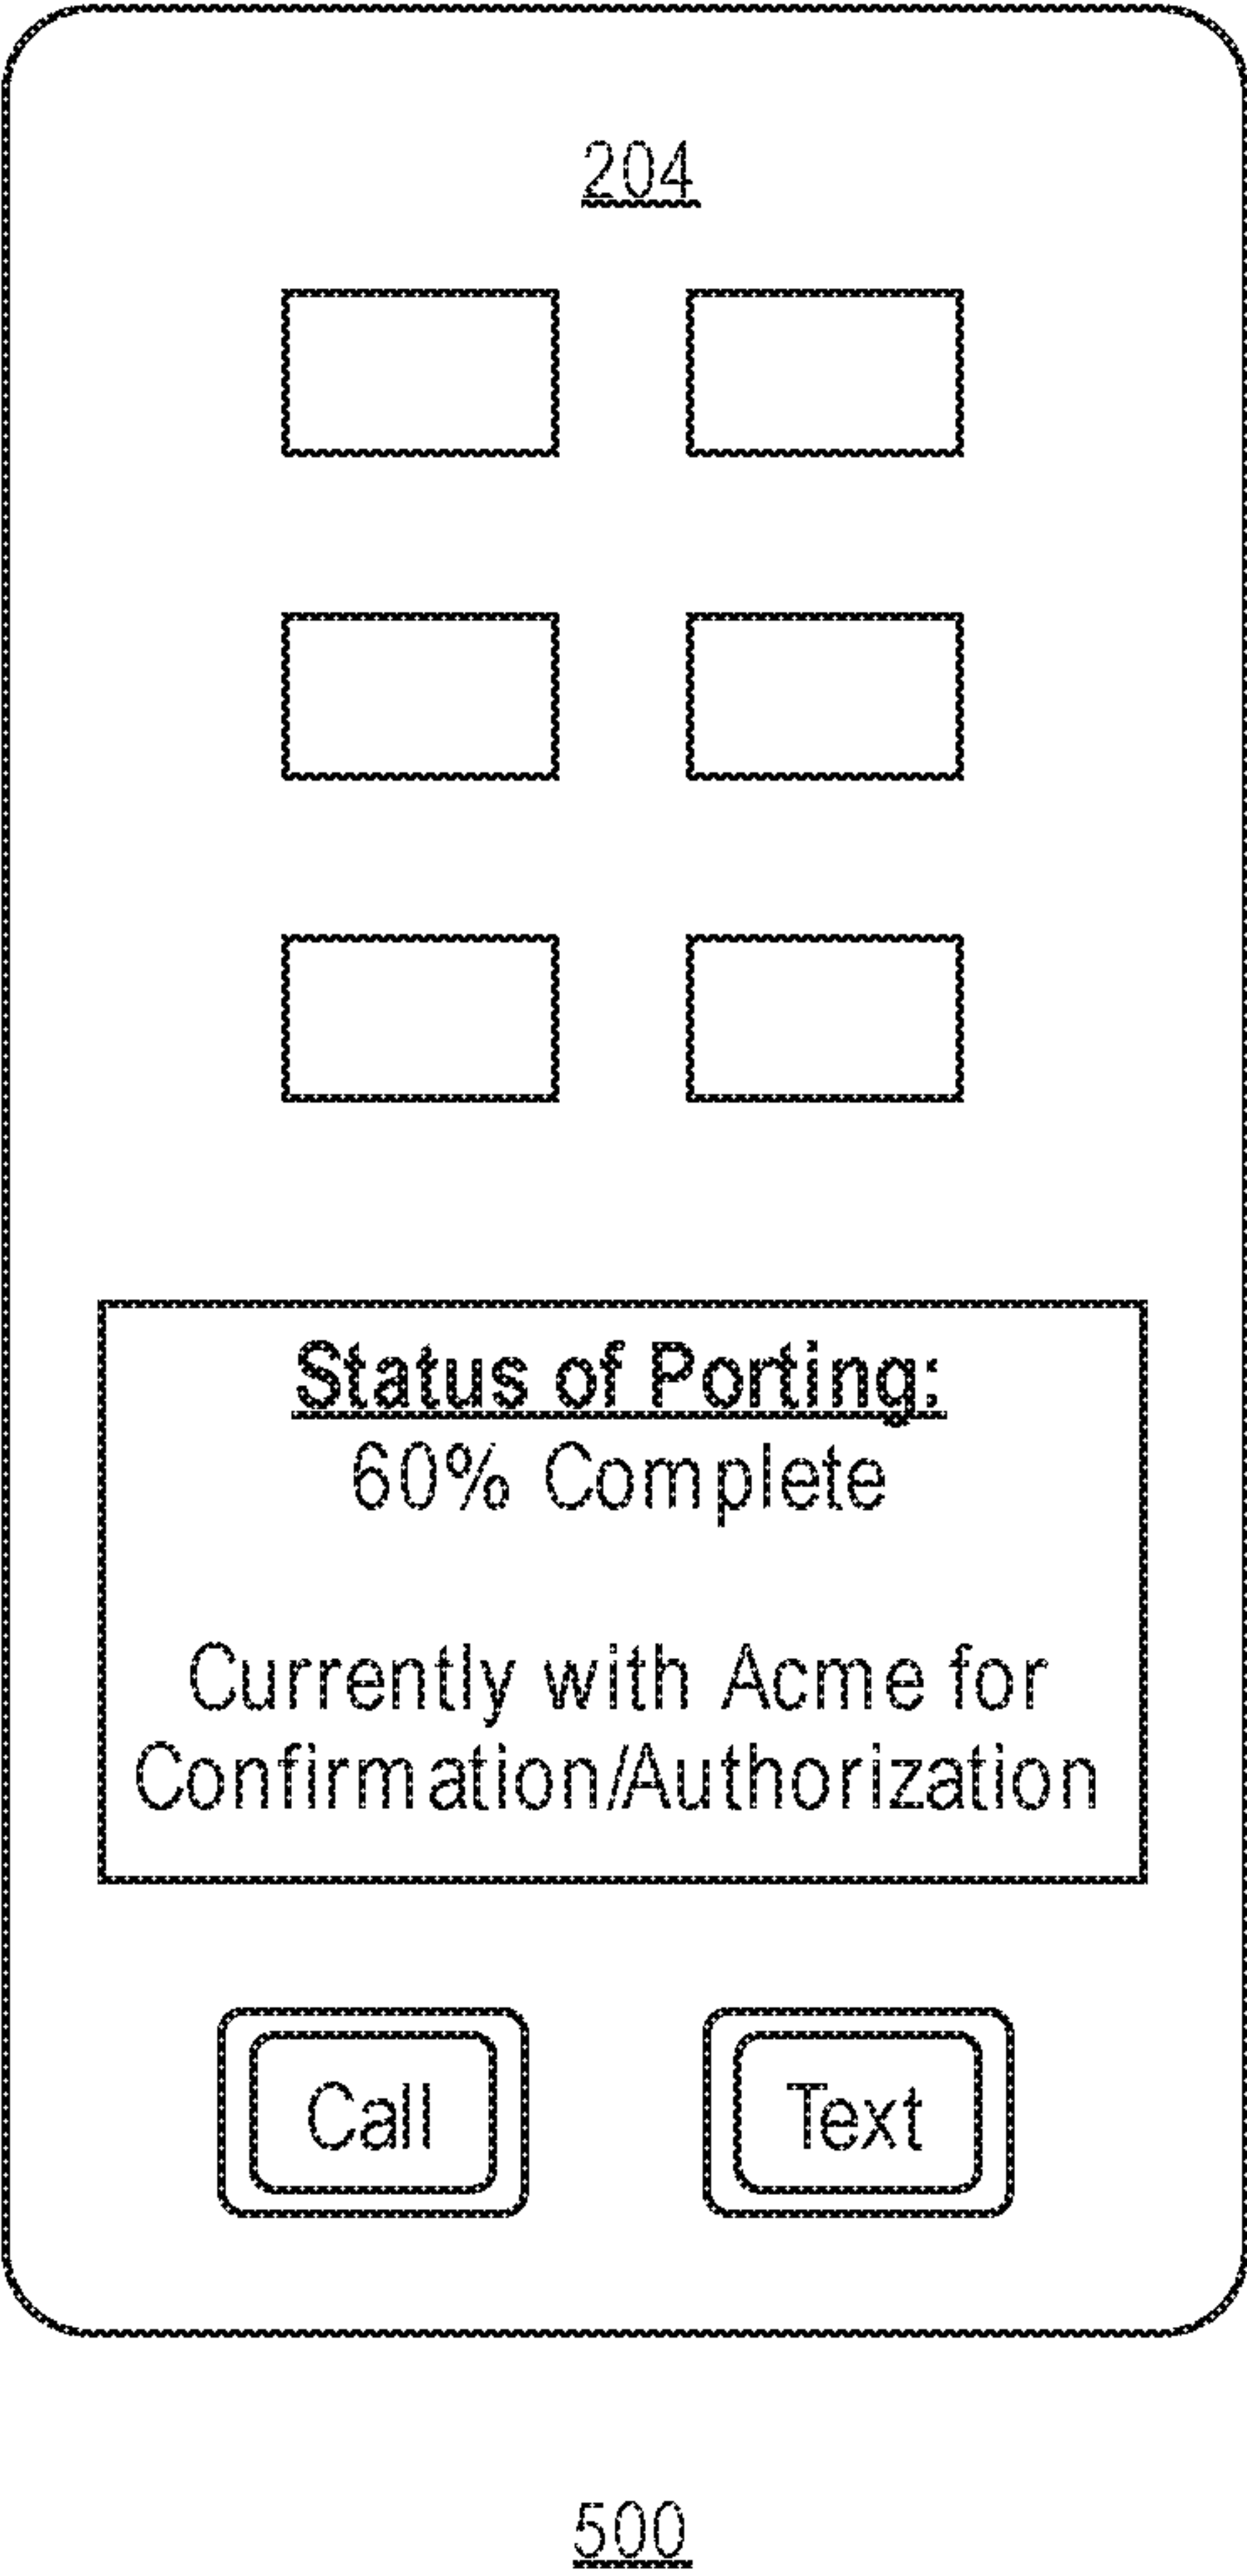 204
Status of Porting:
60% Complete
Currently with Acme for
Confirmation/Authorization
Call
Text
500